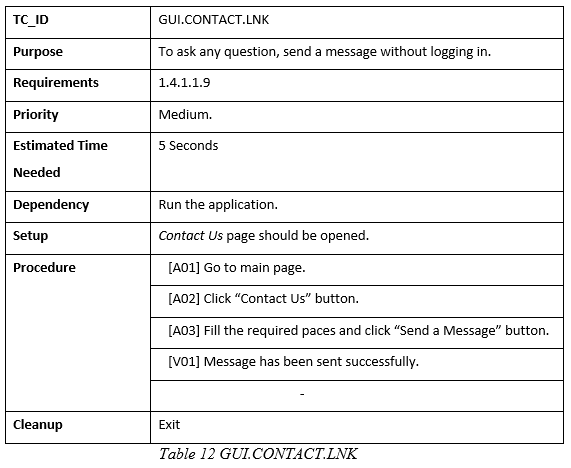 TC_ID GUI.CONTACT.LNK
Purpose To ask any question, send a message without logging in.
Requirements 1.4.1.1.9
Priority Medium.
Estimated Time 5 Seconds
Needed
Dependency Run the application.
Setup Contact Us page should be opened.
Procedure [A01] Go to main page.
[A02] Click “Contact Us” button.
[A03] Fill the required paces and click “Send a Message” button.
[V01] Message has been sent successfully.
-
Cleanup Exit
Table 12 GUI.CONTACT.LNK